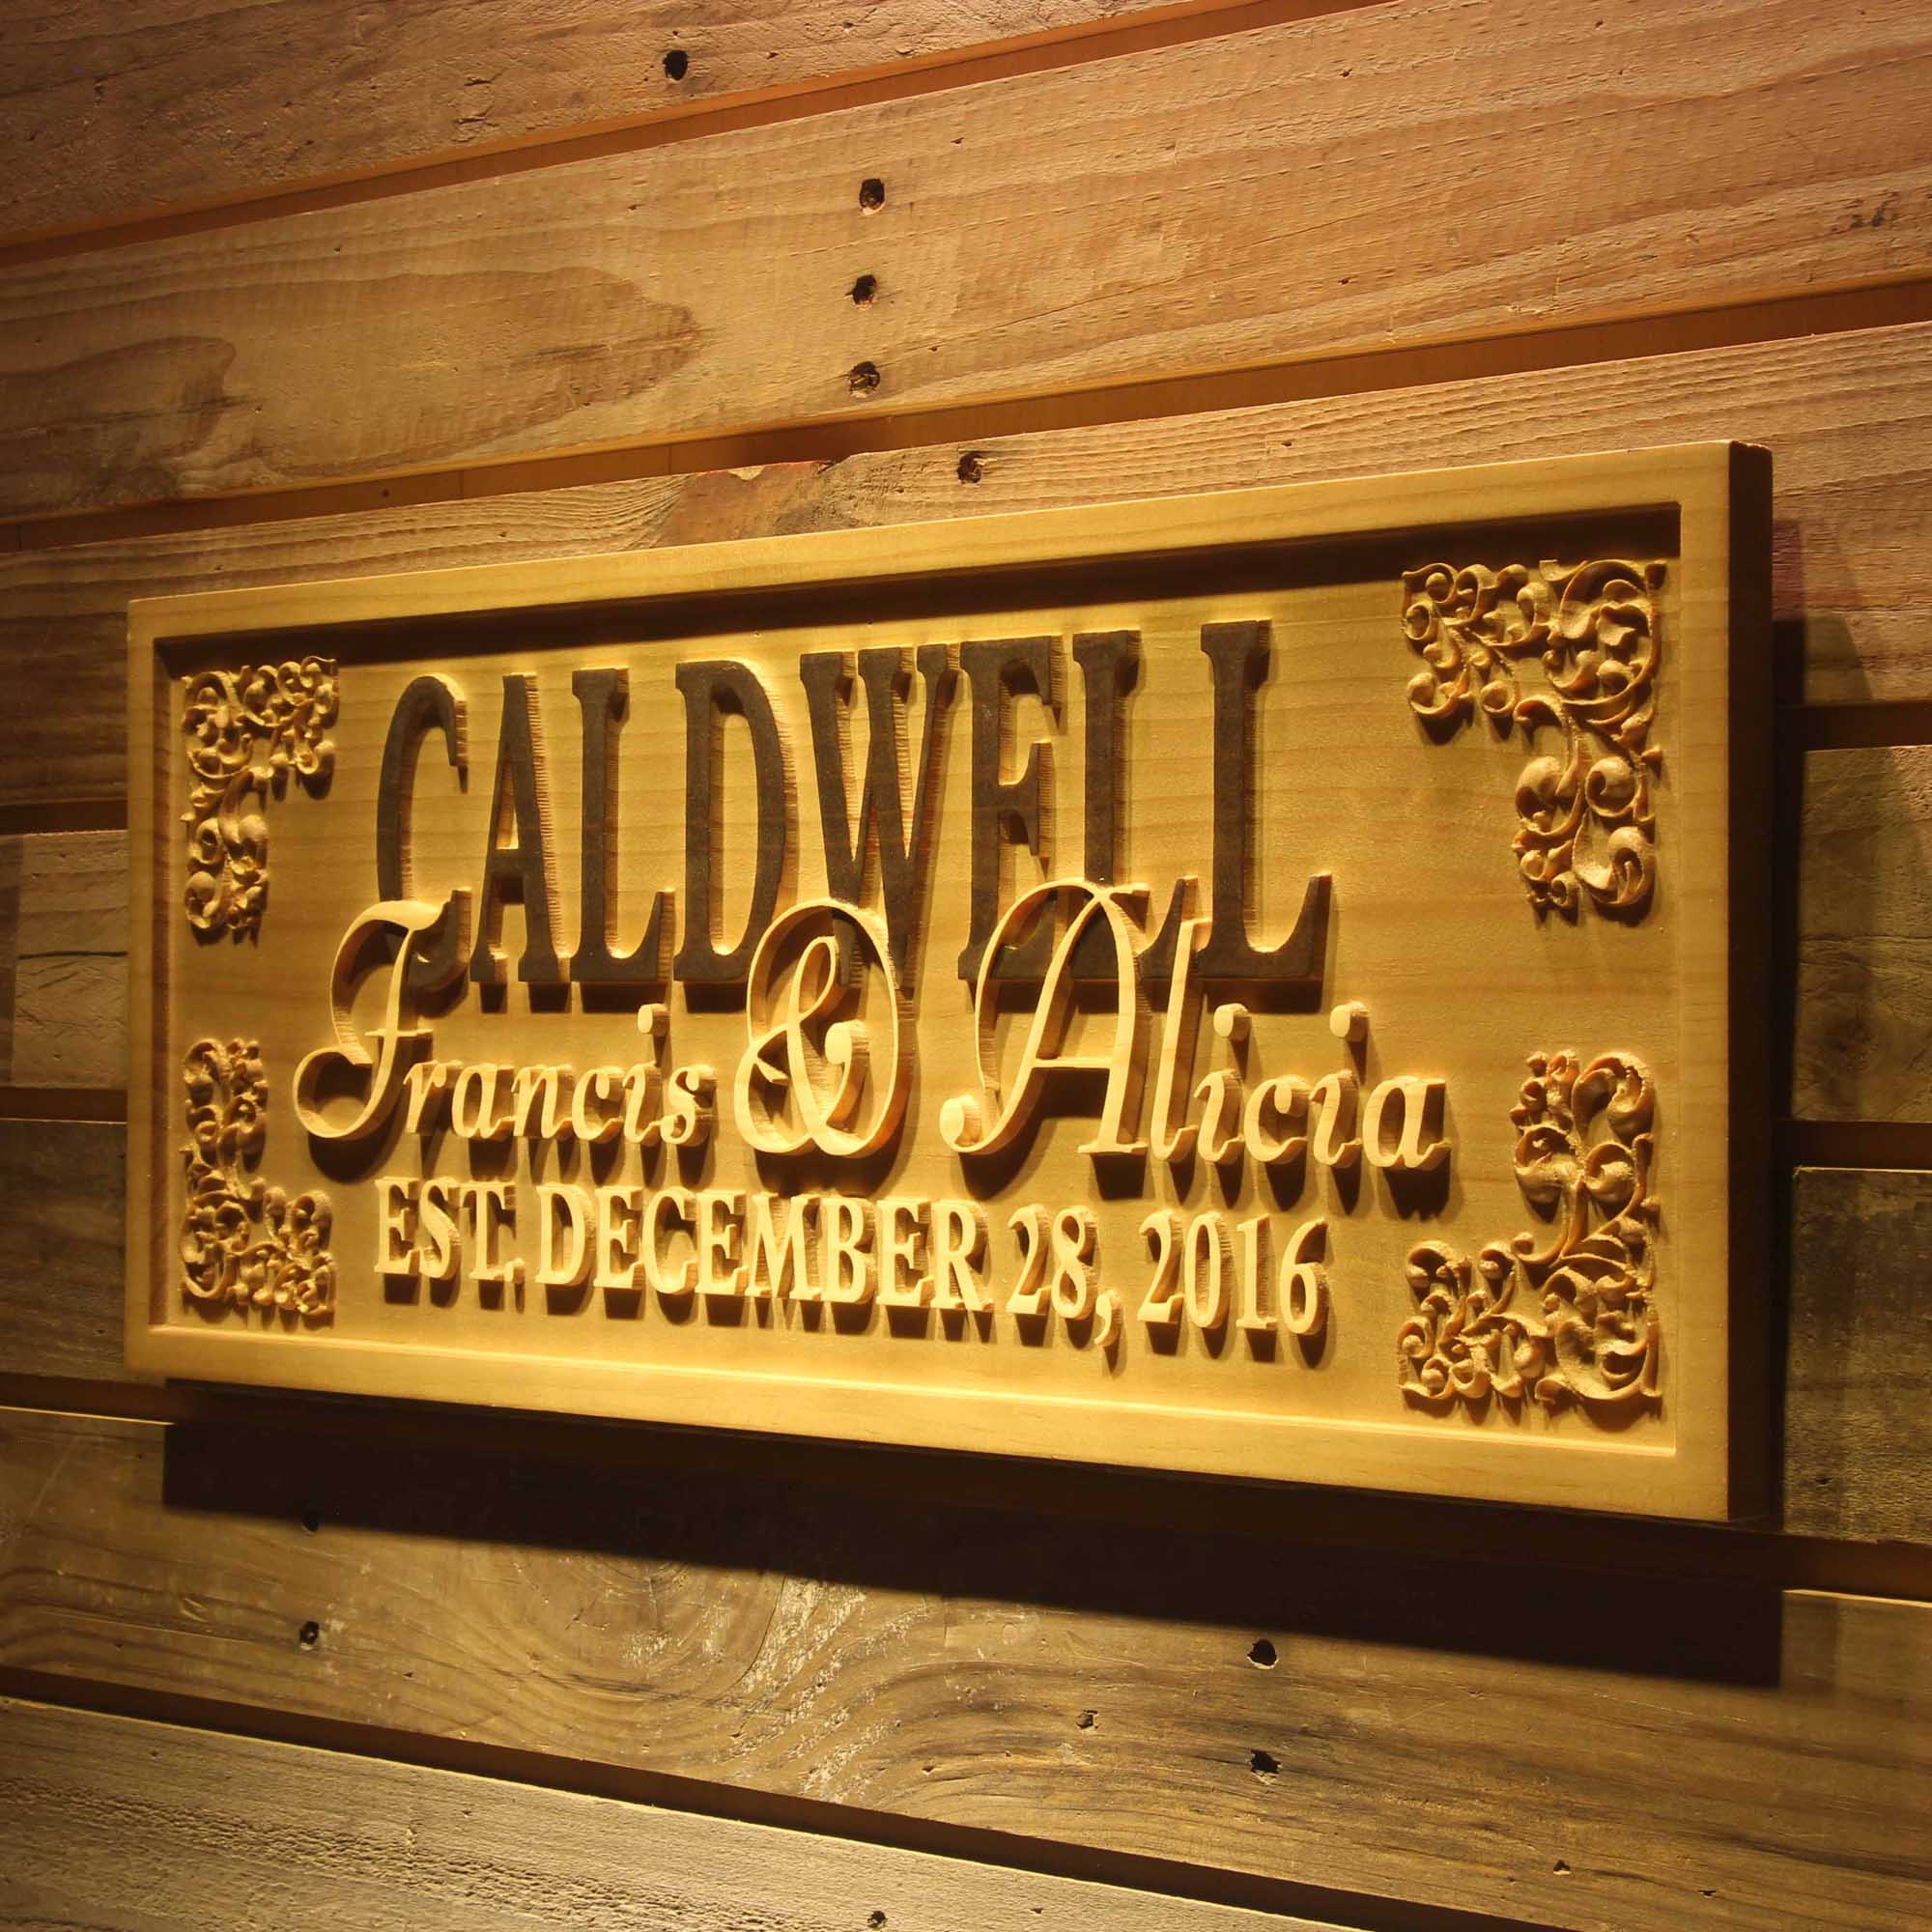 CALDWELL
Francis & Alicia
EST. DECEMBER 28, 2016